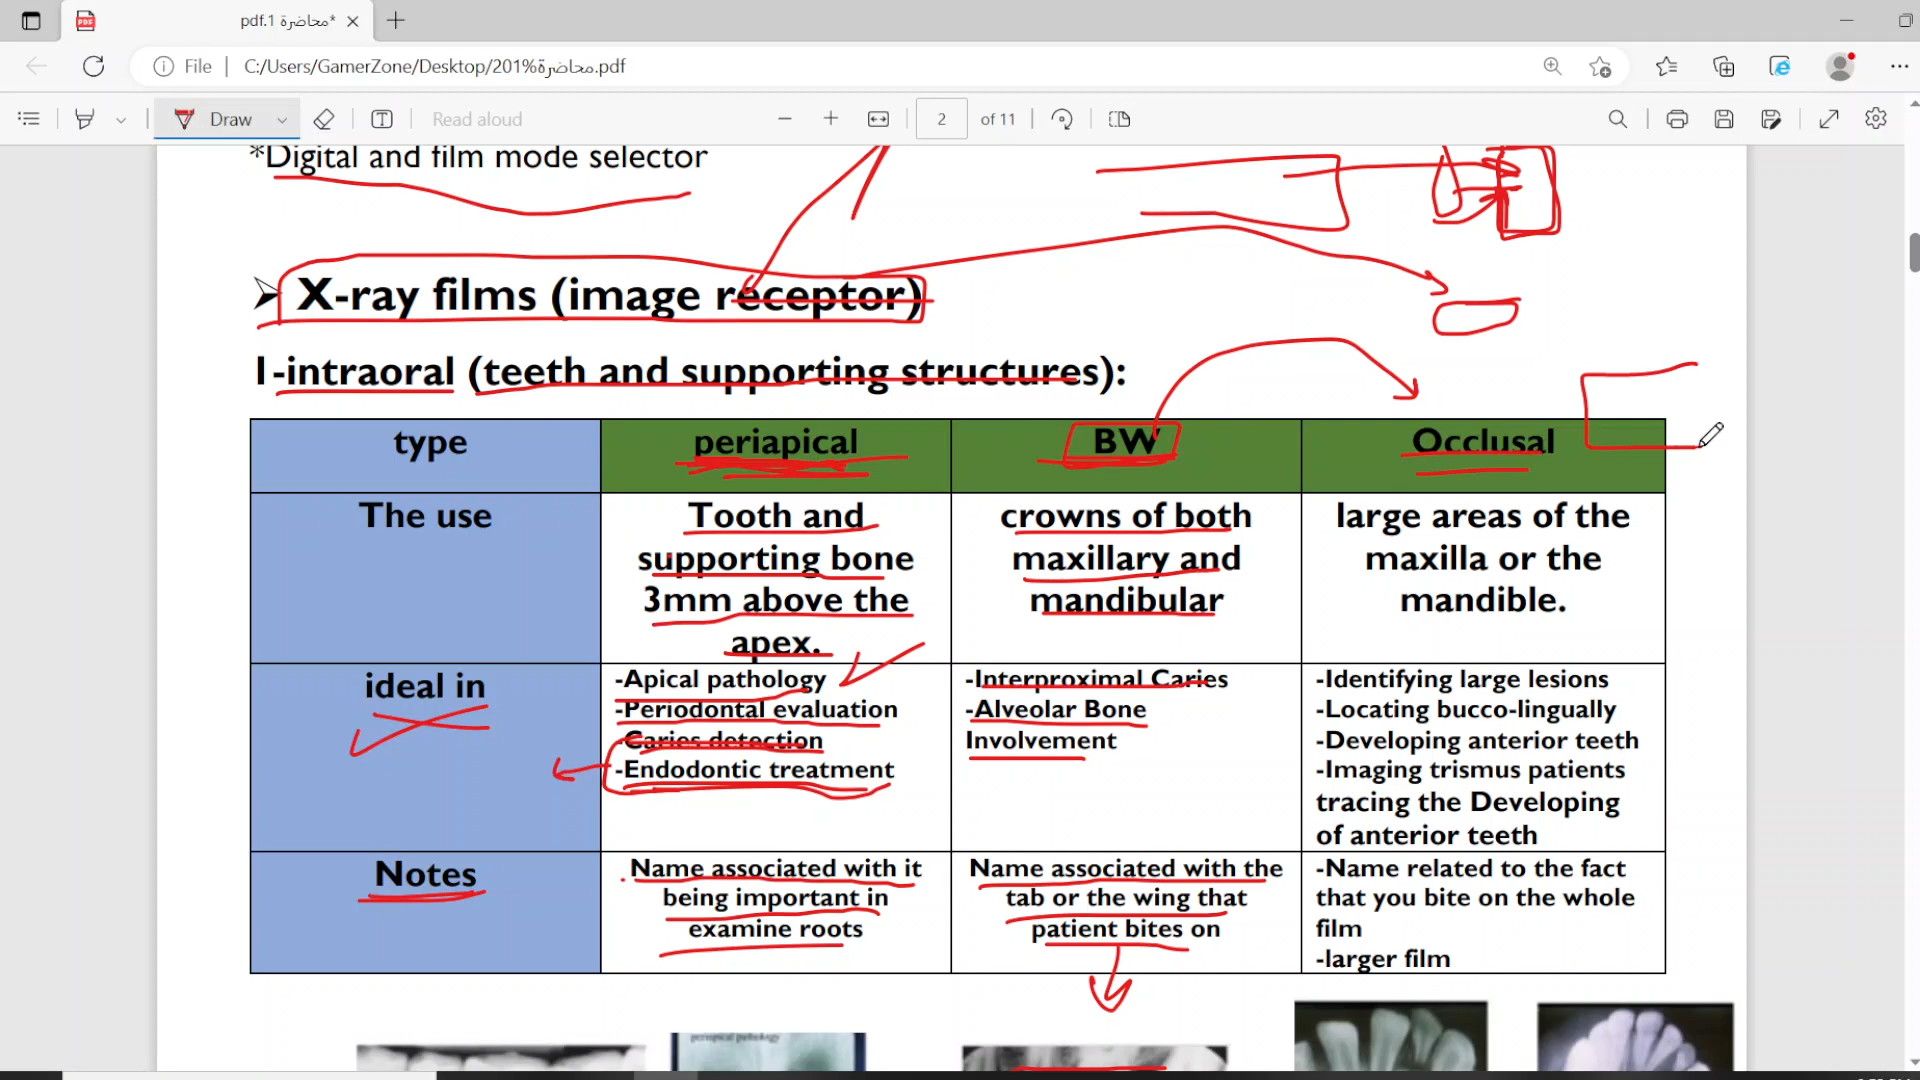 pdf.1 محاضرة*
File
C:/Users/GamerZone/Desktop/201%محاضرة.pdf
Draw
Read aloud
2
of 11
*Digital and film mode selector
X-ray films (image receptor)
1-intraoral (teeth and supporting structures):
type
periapical
BW
Occlusal
The use
Tooth and
supporting bone
3mm above the
apex.
crowns of both
maxillary and
mandibular
large areas of the
maxilla or the
mandible.
ideal in
-Apical pathology
-Periodontal evaluation
-Caries detection
-Endodontic treatment
-Interproximal Caries
-Alveolar Bone
Involvement
-Identifying large lesions
-Locating bucco-lingually
-Developing anterior teeth
-Imaging trismus patients
tracing the Developing
of anterior teeth
Notes
Name associated with it
being important in
examine roots
Name associated with the
tab or the wing that
patient bites on
-Name related to the fact
that you bite on the whole
film
-larger film
periapical pathology